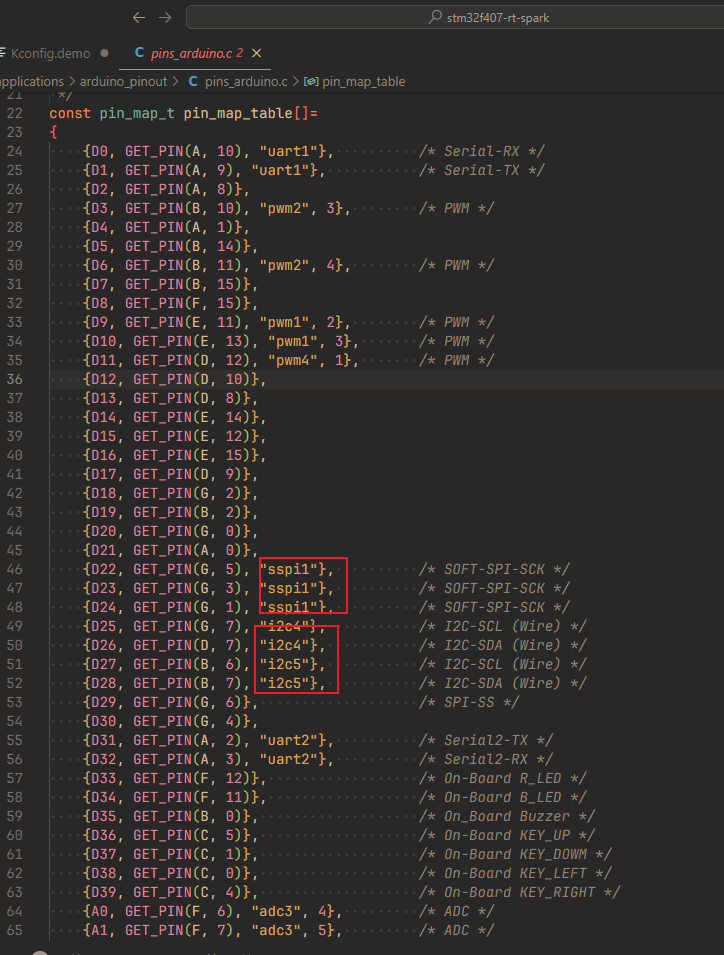 stm32f407-rt-spark
Kconfig.demo
C pins_arduino.c 2
applications > arduino_pinout > C pins_arduino.c > pin_map_table
21 */
22 const pin_map_t pin_map_table[]=
23 {
24 {D0, GET_PIN(A, 10), "uart1"}, /* Serial-RX */
25 {D1, GET_PIN(A, 9), "uart1"}, /* Serial-TX */
26 {D2, GET_PIN(A, 8)},
27 {D3, GET_PIN(B, 10), "pwm2", 3}, /* PWM */
28 {D4, GET_PIN(A, 1)},
29 {D5, GET_PIN(B, 14)},
30 {D6, GET_PIN(B, 11), "pwm2", 4}, /* PWM */
31 {D7, GET_PIN(B, 15)},
32 {D8, GET_PIN(F, 15)},
33 {D9, GET_PIN(E, 11), "pwm1", 2}, /* PWM */
34 {D10, GET_PIN(E, 13), "pwm1", 3}, /* PWM */
35 {D11, GET_PIN(D, 12), "pwm4", 1}, /* PWM */
36 {D12, GET_PIN(D, 10)},
37 {D13, GET_PIN(D, 8)},
38 {D14, GET_PIN(E, 14)},
39 {D15, GET_PIN(E, 12)},
40 {D16, GET_PIN(E, 15)},
41 {D17, GET_PIN(D, 9)},
42 {D18, GET_PIN(G, 2)},
43 {D19, GET_PIN(B, 2)},
44 {D20, GET_PIN(G, 0)},
45 {D21, GET_PIN(A, 0)},
46 {D22, GET_PIN(G, 5), "sspi1"}, /* SOFT-SPI-SCK */
47 {D23, GET_PIN(G, 3), "sspi1"}, /* SOFT-SPI-SCK */
48 {D24, GET_PIN(G, 1), "sspi1"}, /* SOFT-SPI-SCK */
49 {D25, GET_PIN(G, 7), "i2c4"}, /* I2C-SCL (Wire) */
50 {D26, GET_PIN(D, 7), "i2c4"}, /* I2C-SDA (Wire) */
51 {D27, GET_PIN(B, 6), "i2c5"}, /* I2C-SCL (Wire) */
52 {D28, GET_PIN(B, 7), "i2c5"}, /* I2C-SDA (Wire) */
53 {D29, GET_PIN(G, 6)}, /* SPI-SS */
54 {D30, GET_PIN(G, 4)},
55 {D31, GET_PIN(A, 2), "uart2"}, /* Serial2-TX */
56 {D32, GET_PIN(A, 3), "uart2"}, /* Serial2-RX */
57 {D33, GET_PIN(F, 12)}, /* On-Board R_LED */
58 {D34, GET_PIN(F, 11)}, /* On-Board B_LED */
59 {D35, GET_PIN(B, 0)}, /* On_Board Buzzer */
60 {D36, GET_PIN(C, 5)}, /* On-Board KEY_UP */
61 {D37, GET_PIN(C, 1)}, /* On-Board KEY_DOWM */
62 {D38, GET_PIN(C, 0)}, /* On-Board KEY_LEFT */
63 {D39, GET_PIN(C, 4)}, /* On-Board KEY_RIGHT */
64 {A0, GET_PIN(F, 6), "adc3", 4}, /* ADC */
65 {A1, GET_PIN(F, 7), "adc3", 5}, /* ADC */